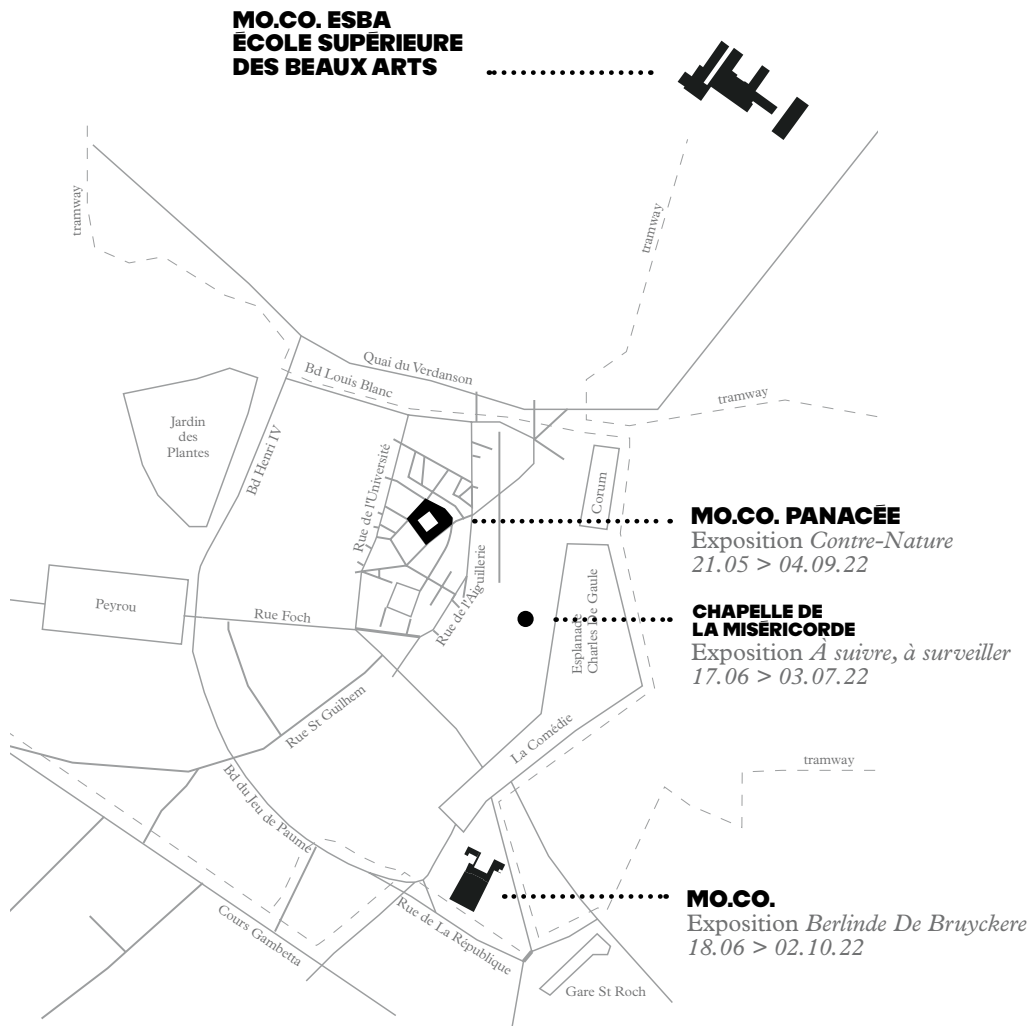 MO.CO. ESBA
ÉCOLE SUPÉRIEURE
DES BEAUX ARTS
tramway
tramway
Quai du Verdanson
Bd Louis Blanc
tramway
Jardin
des
Plantes
Bd Henri IV
Rue de l'Université
Corum
MO.CO. PANACÉE
Exposition Contre-Nature
21.05 > 04.09.22
Rue de l'Aiguillerie
Peyrou
Rue Foch
Esplanade
Charles De Gaule
CHAPELLE DE
LA MISÉRICORDE
Exposition À suivre, à surveiller
17.06 > 03.07.22
Rue St Guilhem
La Comédie
tramway
Bd du Jeu de Paume
MO.CO.
Exposition Berlinde De Bruyckere
18.06 > 02.10.22
Cours Gambetta
Rue de La République
Gare St Roch